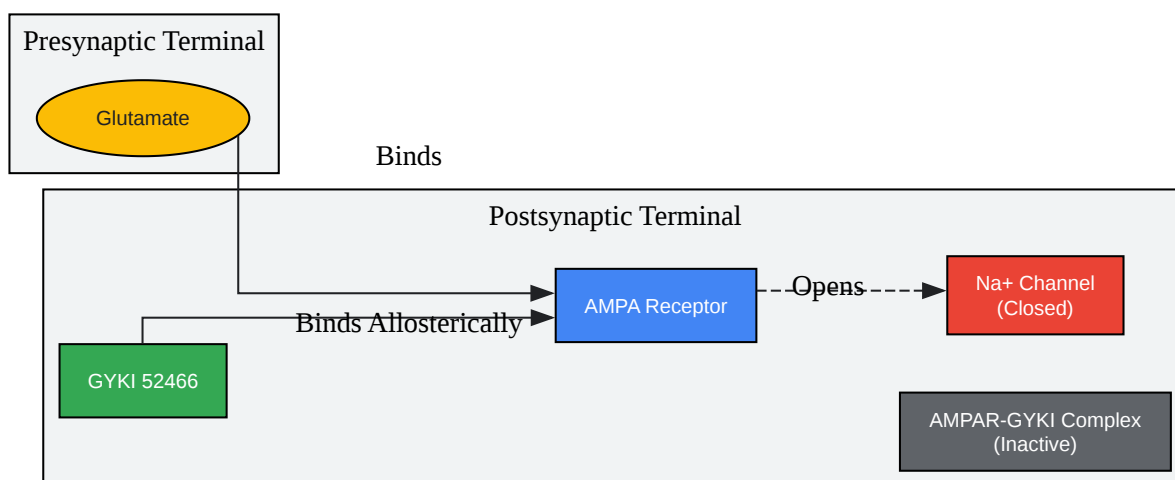 Presynaptic Terminal
Glutamate
Binds
Postsynaptic Terminal
AMPA Receptor
Opens
Na+ Channel
(Closed)
Binds Allosterically
GYKI 52466
AMPAR-GYKI Complex
(Inactive)